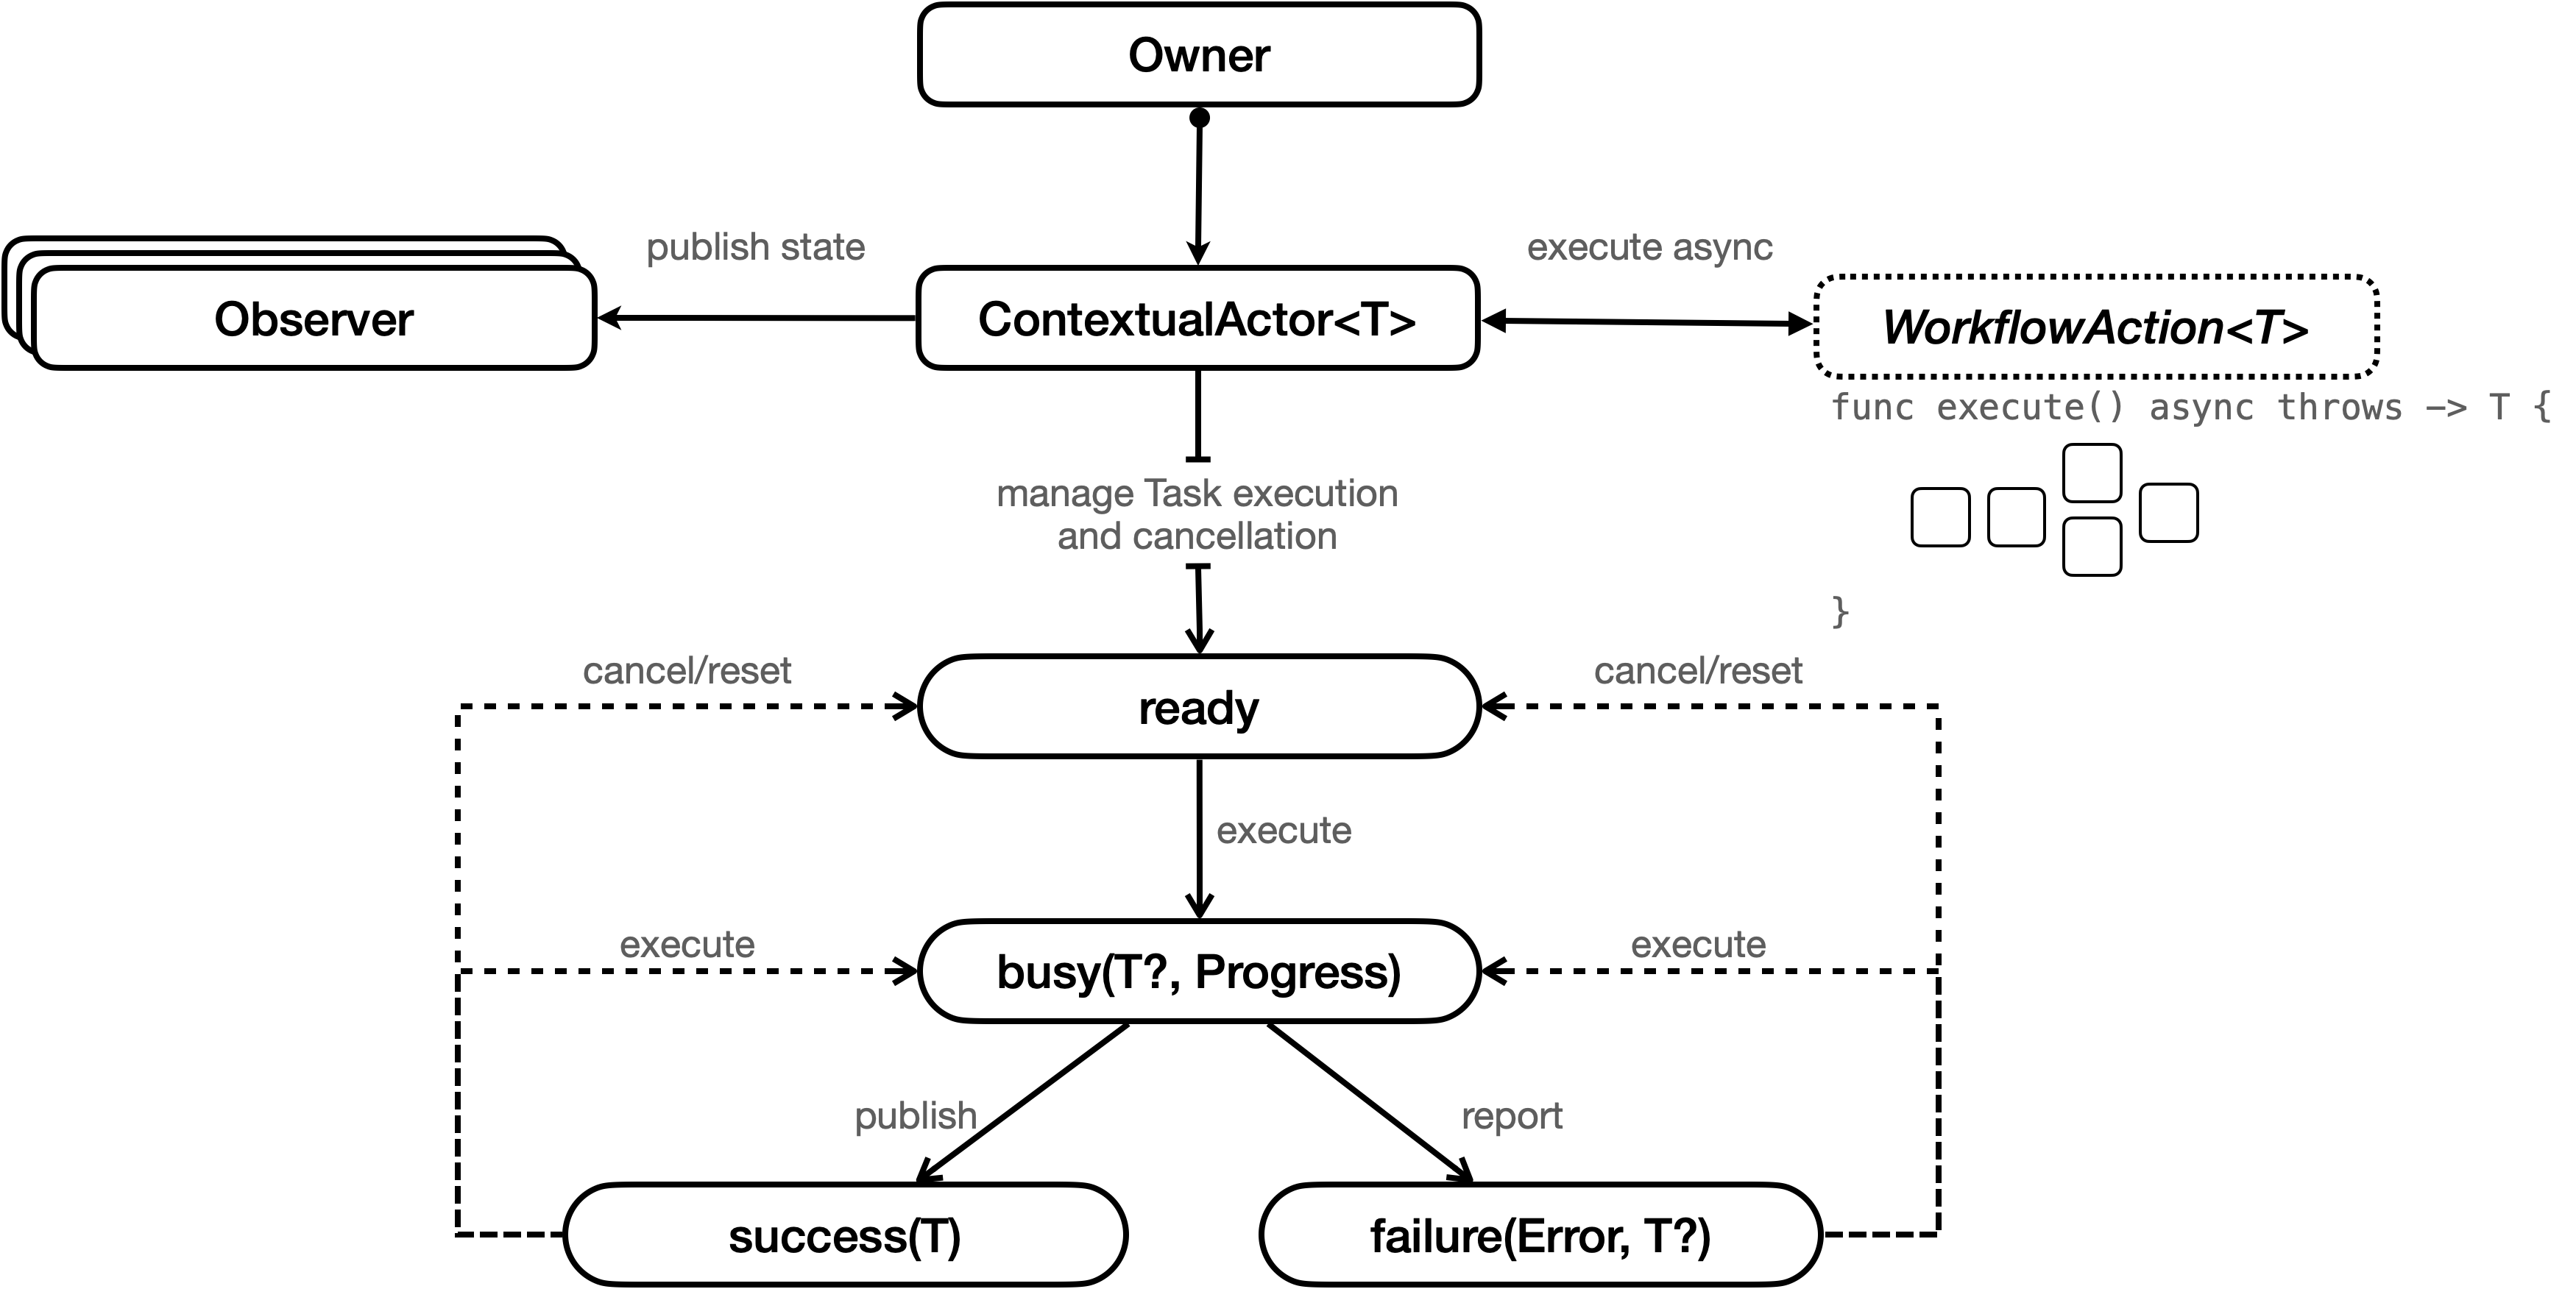 Owner
publish state
execute async
Observer
ContextualActor<T>
WorkflowAction<T>
func execute() async throws -> T {
manage Task execution
and cancellation
}
cancel/reset
cancel/reset
ready
execute
execute
execute
busy(T?, Progress)
publish
report
success(T)
failure(Error, T?)